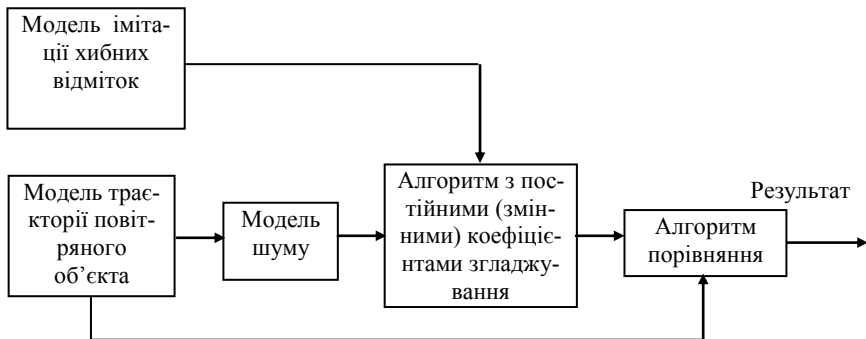 Модель іміта-
ції хибних
відміток
Модель трає-
кторії повіт-
ряного
об’єкта
Модель
шуму
Алгоритм з пос-
тійними (змін-
ними) коефіціє-
нтами згладжу-
вання
Результат
Алгоритм
порівняння